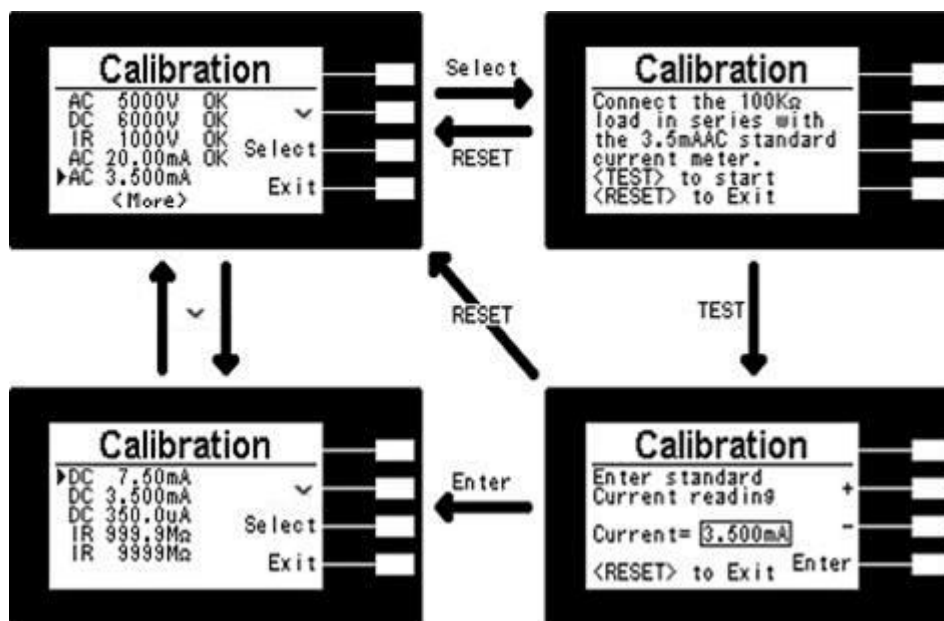 Calibration
AC 5000V OK
DC 6000V OK
IR 1000V OK
AC 20.00mA OK
AC 3.500mA
<More>
Select
Exit
Select
RESET
Calibration
Connect the 100KΩ
load in series with
the 3.5mAAC standard
current meter.
<TEST> to start
<RESET> to Exit
RESET
TEST
Calibration
DC 7.50mA
DC 3.500mA
DC 350.0uA
IR 999.9MΩ
IR 9999MΩ
Select
Exit
Enter
Calibration
Enter standard
Current reading
+
Current= 3.500mA
-
<RESET> to Exit
Enter